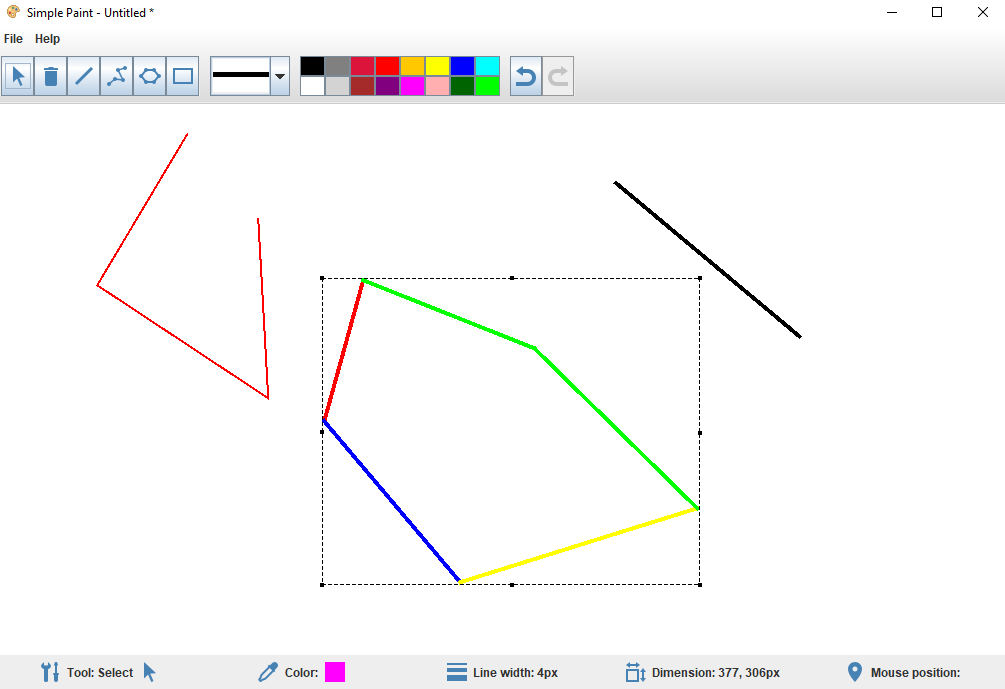 Simple Paint - Untitled *
File Help
Tool: Select Color: Line width: 4px Dimension: 377, 306px Mouse position: